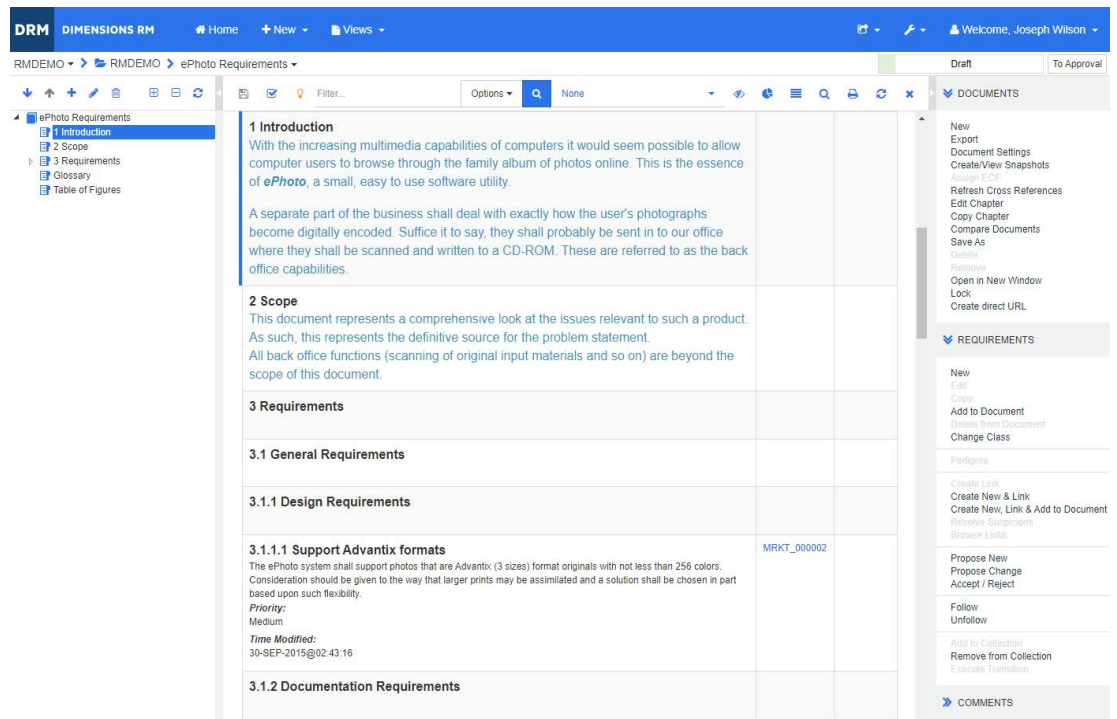 DRM DIMENSIONS RM Home New Views Welcome, Joseph Wilson
RMDEMO RMDEMO ePhoto Requirements Draft To Approval
Filter... Options None
ePhoto Requirements
1 Introduction
2 Scope
3 Requirements
Glossary
Table of Figures
1 Introduction
With the increasing multimedia capabilities of computers it would seem possible to allow
computer users to browse through the family album of photos online. This is the essence
of ePhoto, a small, easy to use software utility.
A separate part of the business shall deal with exactly how the user's photographs
become digitally encoded. Suffice it to say, they shall probably be sent in to our office
where they shall be scanned and written to a CD-ROM. These are referred to as the back
office capabilities.
2 Scope
This document represents a comprehensive look at the issues relevant to such a product.
As such, this represents the definitive source for the problem statement.
All back office functions (scanning of original input materials and so on) are beyond the
scope of this document.
3 Requirements
3.1 General Requirements
3.1.1 Design Requirements
3.1.1.1 Support Advantix formats MRKT_000002
The ePhoto system shall support photos that are Advantix (3 sizes) format originals with not less than 256 colors.
Consideration should be given to the way that larger prints may be assimilated and a solution shall be chosen in part
based upon such flexibility.
Priority:
Medium
Time Modified:
30-SEP-2015@02:43:16
3.1.2 Documentation Requirements
DOCUMENTS
New
Export
Document Settings
Create/View Snapshots
Assign ECP
Refresh Cross References
Edit Chapter
Copy Chapter
Compare Documents
Save As
Delete
Remove
Open in New Window
Lock
Create direct URL
REQUIREMENTS
New
Edit
Copy
Add to Document
Delete from Document
Change Class
Pedigree
Create Link
Create New & Link
Create New, Link & Add to Document
Resolve Suspicions
Browse Links
Propose New
Propose Change
Accept / Reject
Follow
Unfollow
Add to Collection
Remove from Collection
Execute Transition
COMMENTS